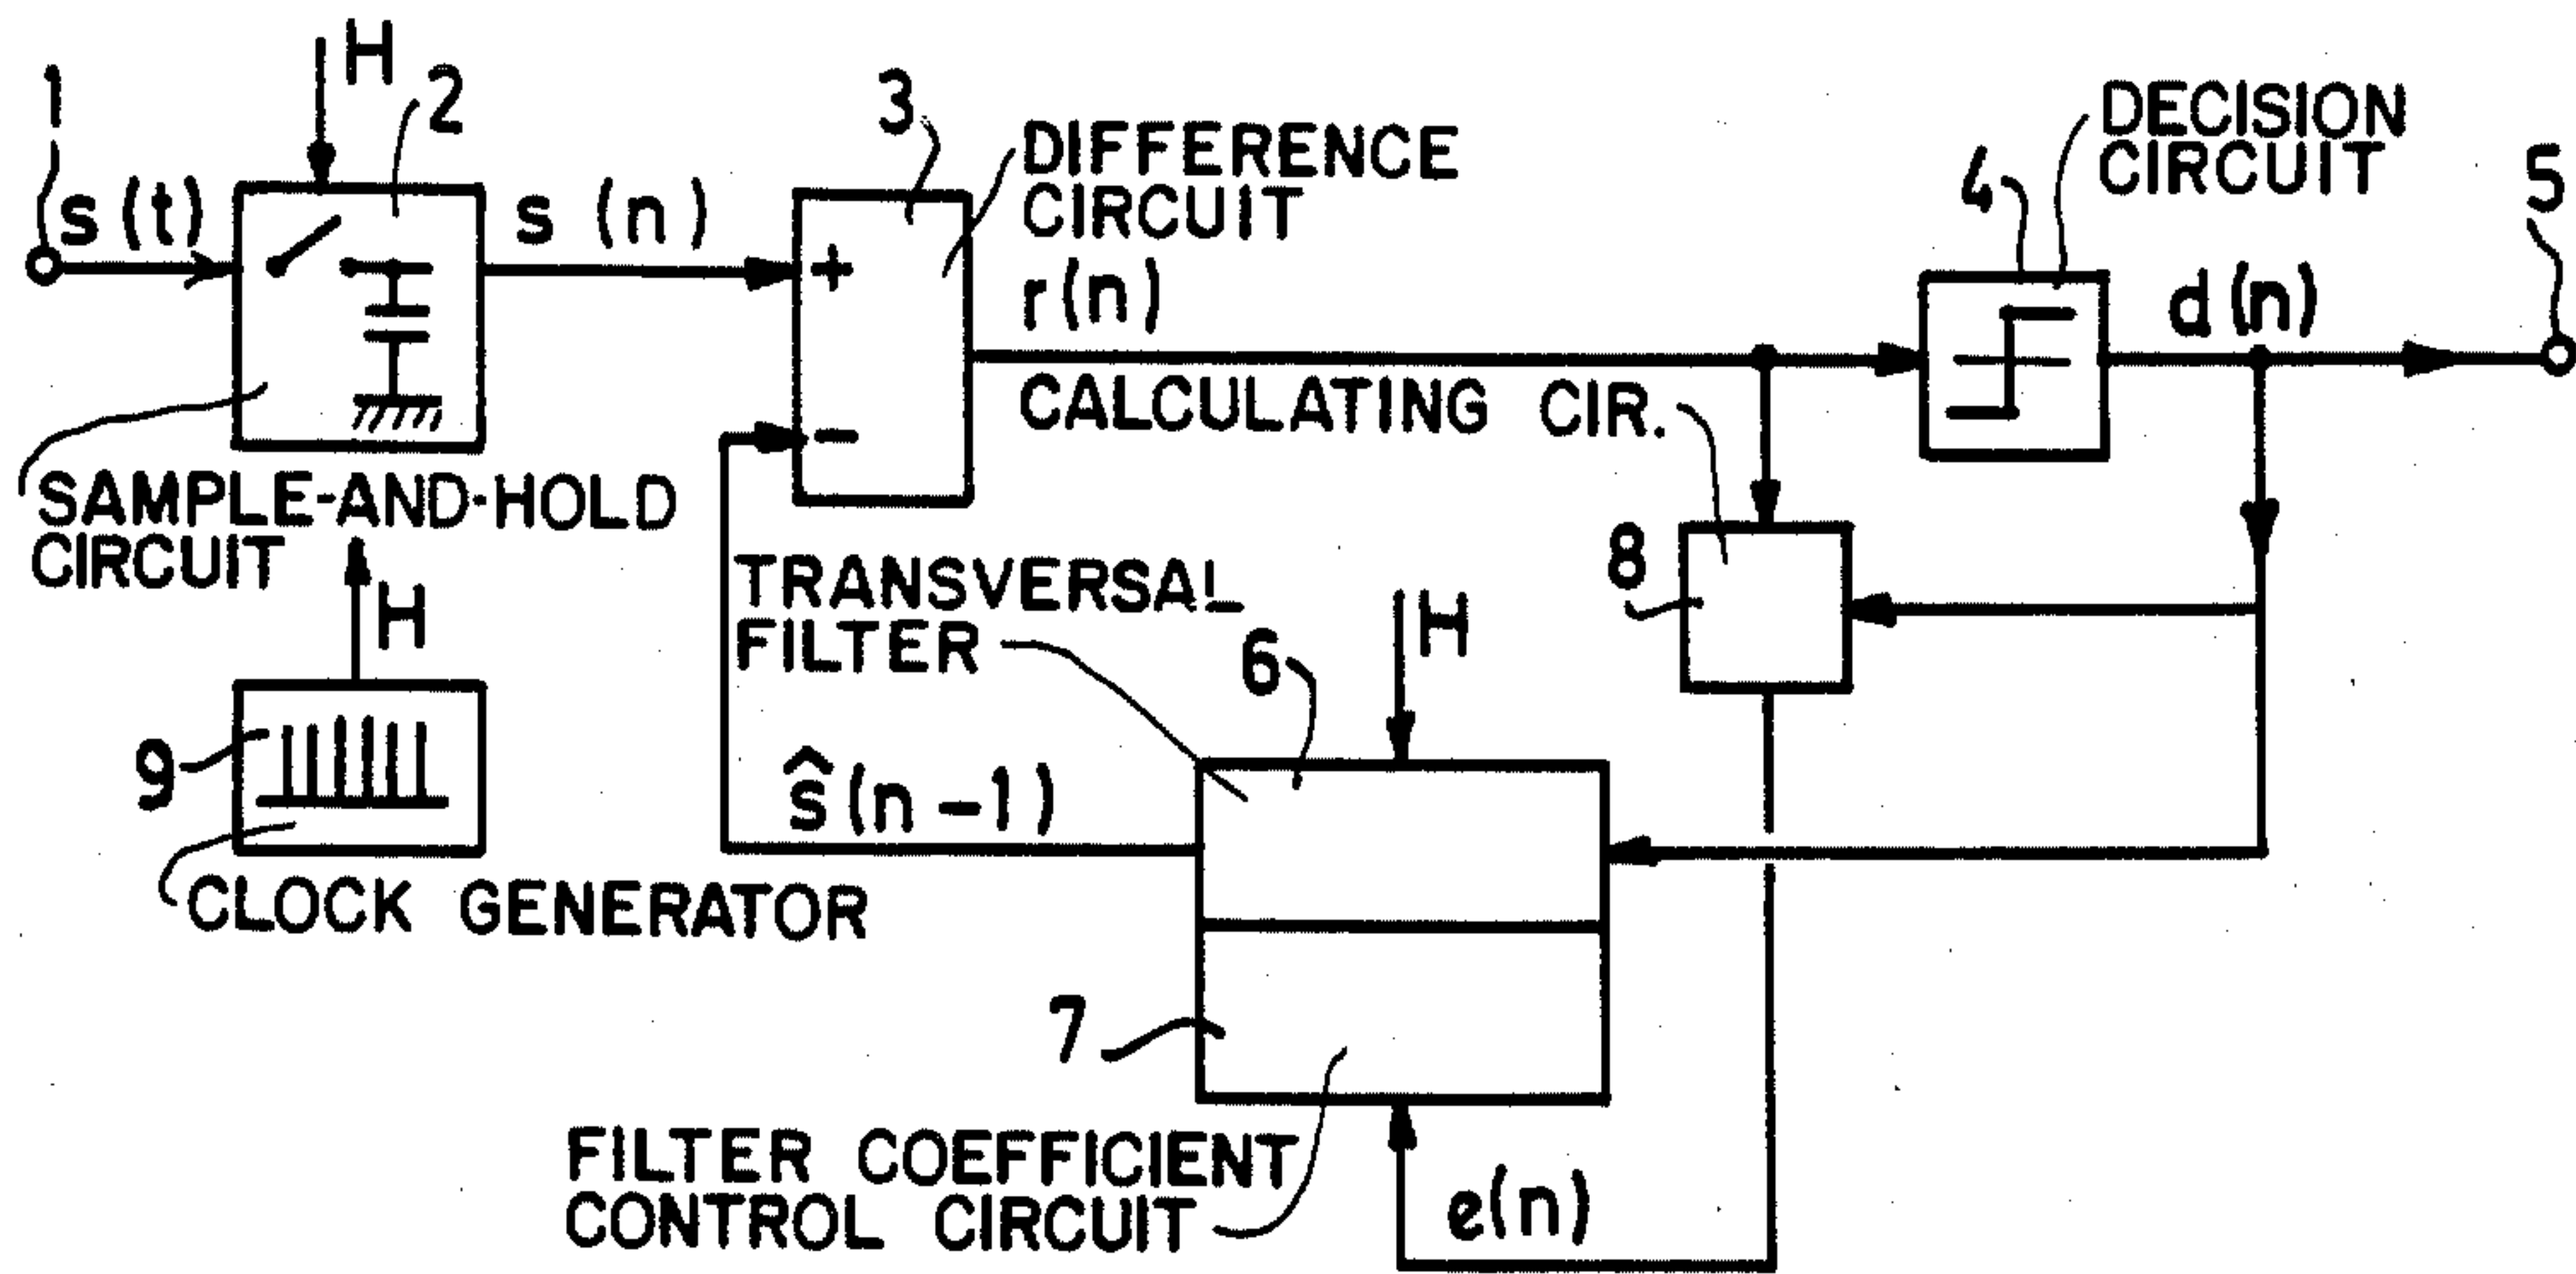 1
H
2
s(t)
s (n)
3
DIFFERENCE
CIRCUIT
r(n)
+
−
4
DECISION
CIRCUIT
d(n)
5
CALCULATING CIR.
SAMPLE-AND-HOLD
CIRCUIT
H
9
CLOCK GENERATOR
TRANSVERSAL
FILTER
6
H
8
ŝ(n-1)
7
FILTER COEFFICIENT
CONTROL CIRCUIT
e(n)